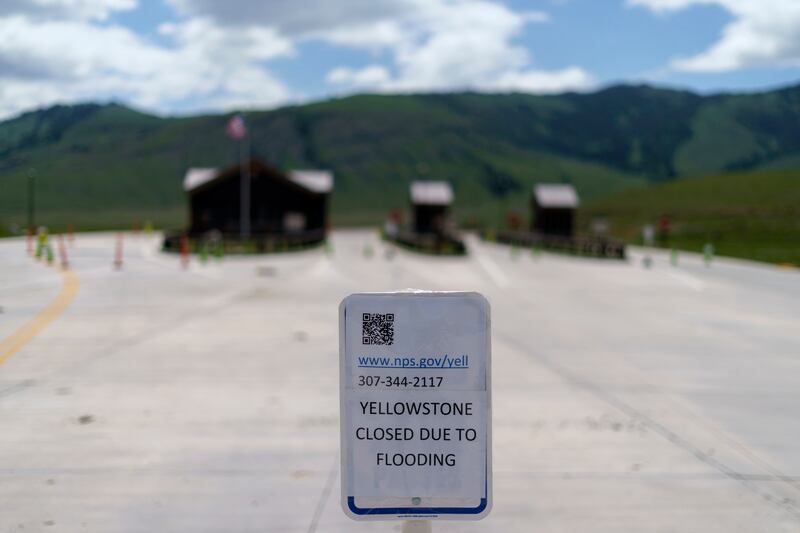 www.nps.gov/yell
307-344-2117
YELLOWSTONE
CLOSED DUE TO
FLOODING